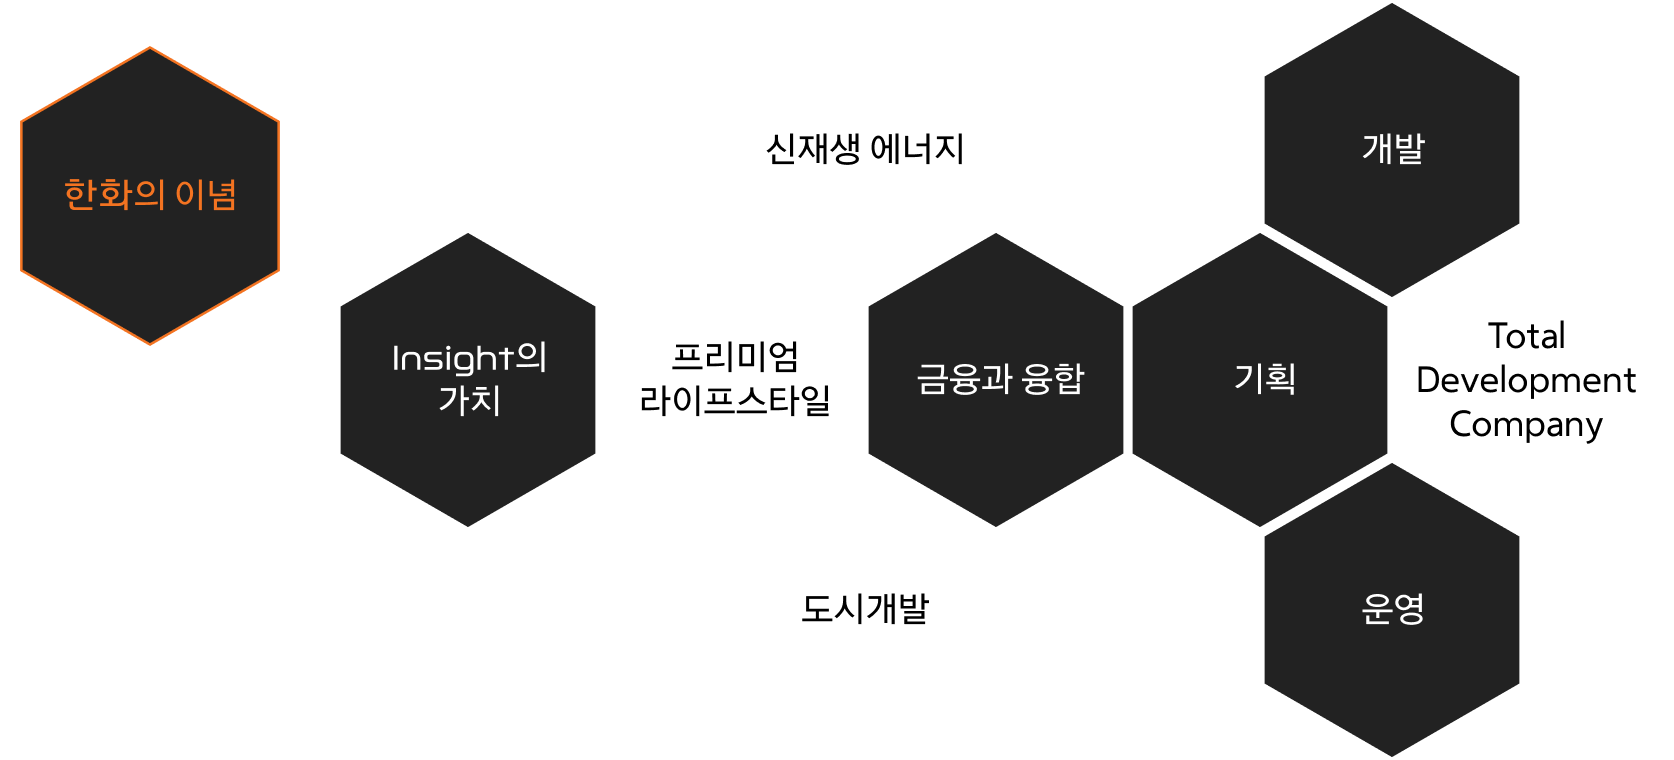 한화의 이념
Insight의
가치
신재생 에너지
프리미엄
라이프스타일
도시개발
금융과 융합
기획
개발
Total
Development
Company
운영